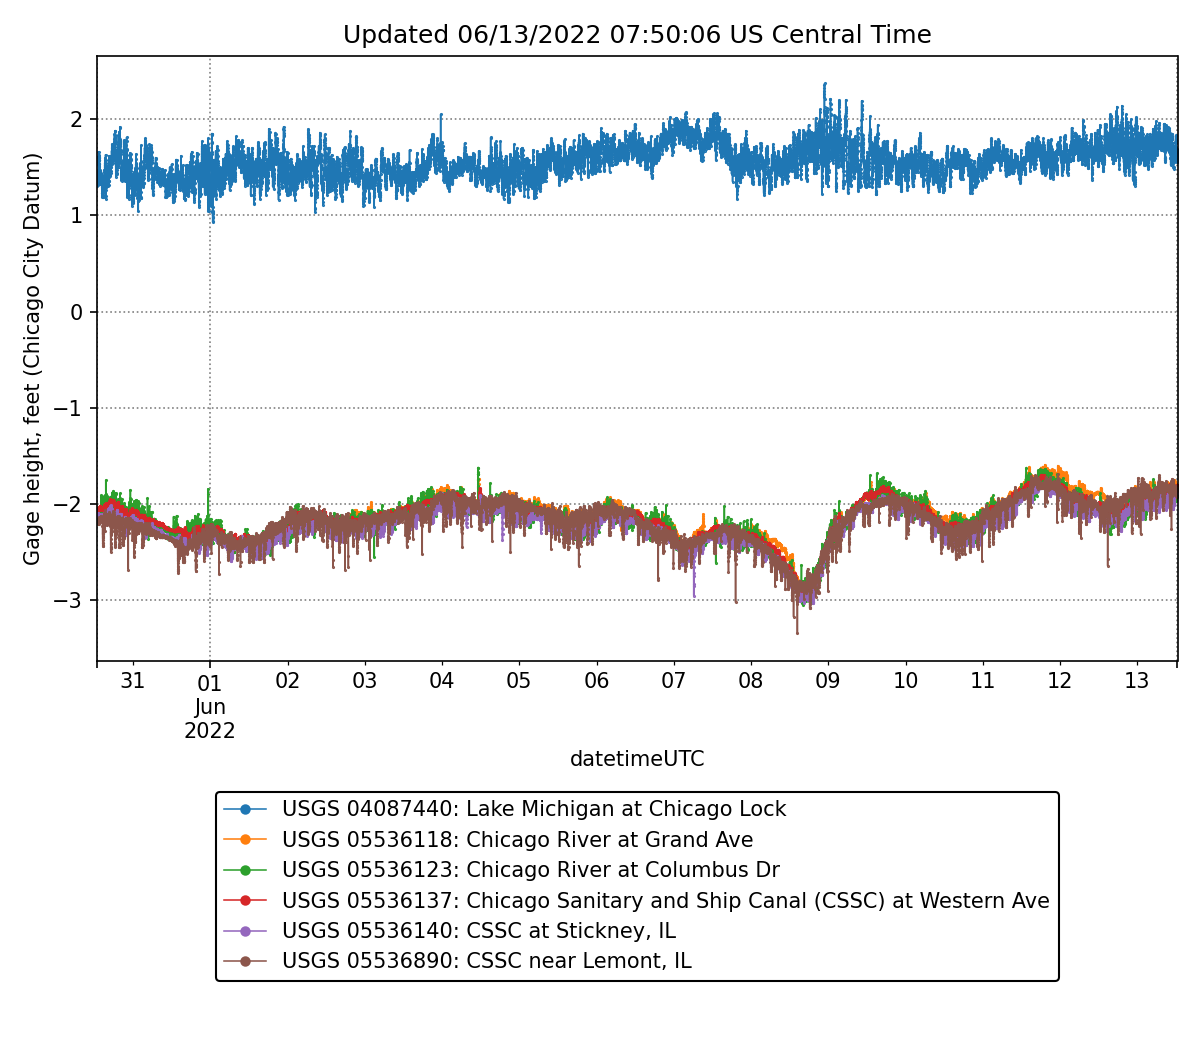 Updated 06/13/2022 07:50:06 US Central Time
Gage height, feet (Chicago City Datum)
2
1
0
−1
−2
−3
31 01 02 03 04 05 06 07 08 09 10 11 12 13
Jun
2022
datetimeUTC
USGS 04087440: Lake Michigan at Chicago Lock
USGS 05536118: Chicago River at Grand Ave
USGS 05536123: Chicago River at Columbus Dr
USGS 05536137: Chicago Sanitary and Ship Canal (CSSC) at Western Ave
USGS 05536140: CSSC at Stickney, IL
USGS 05536890: CSSC near Lemont, IL